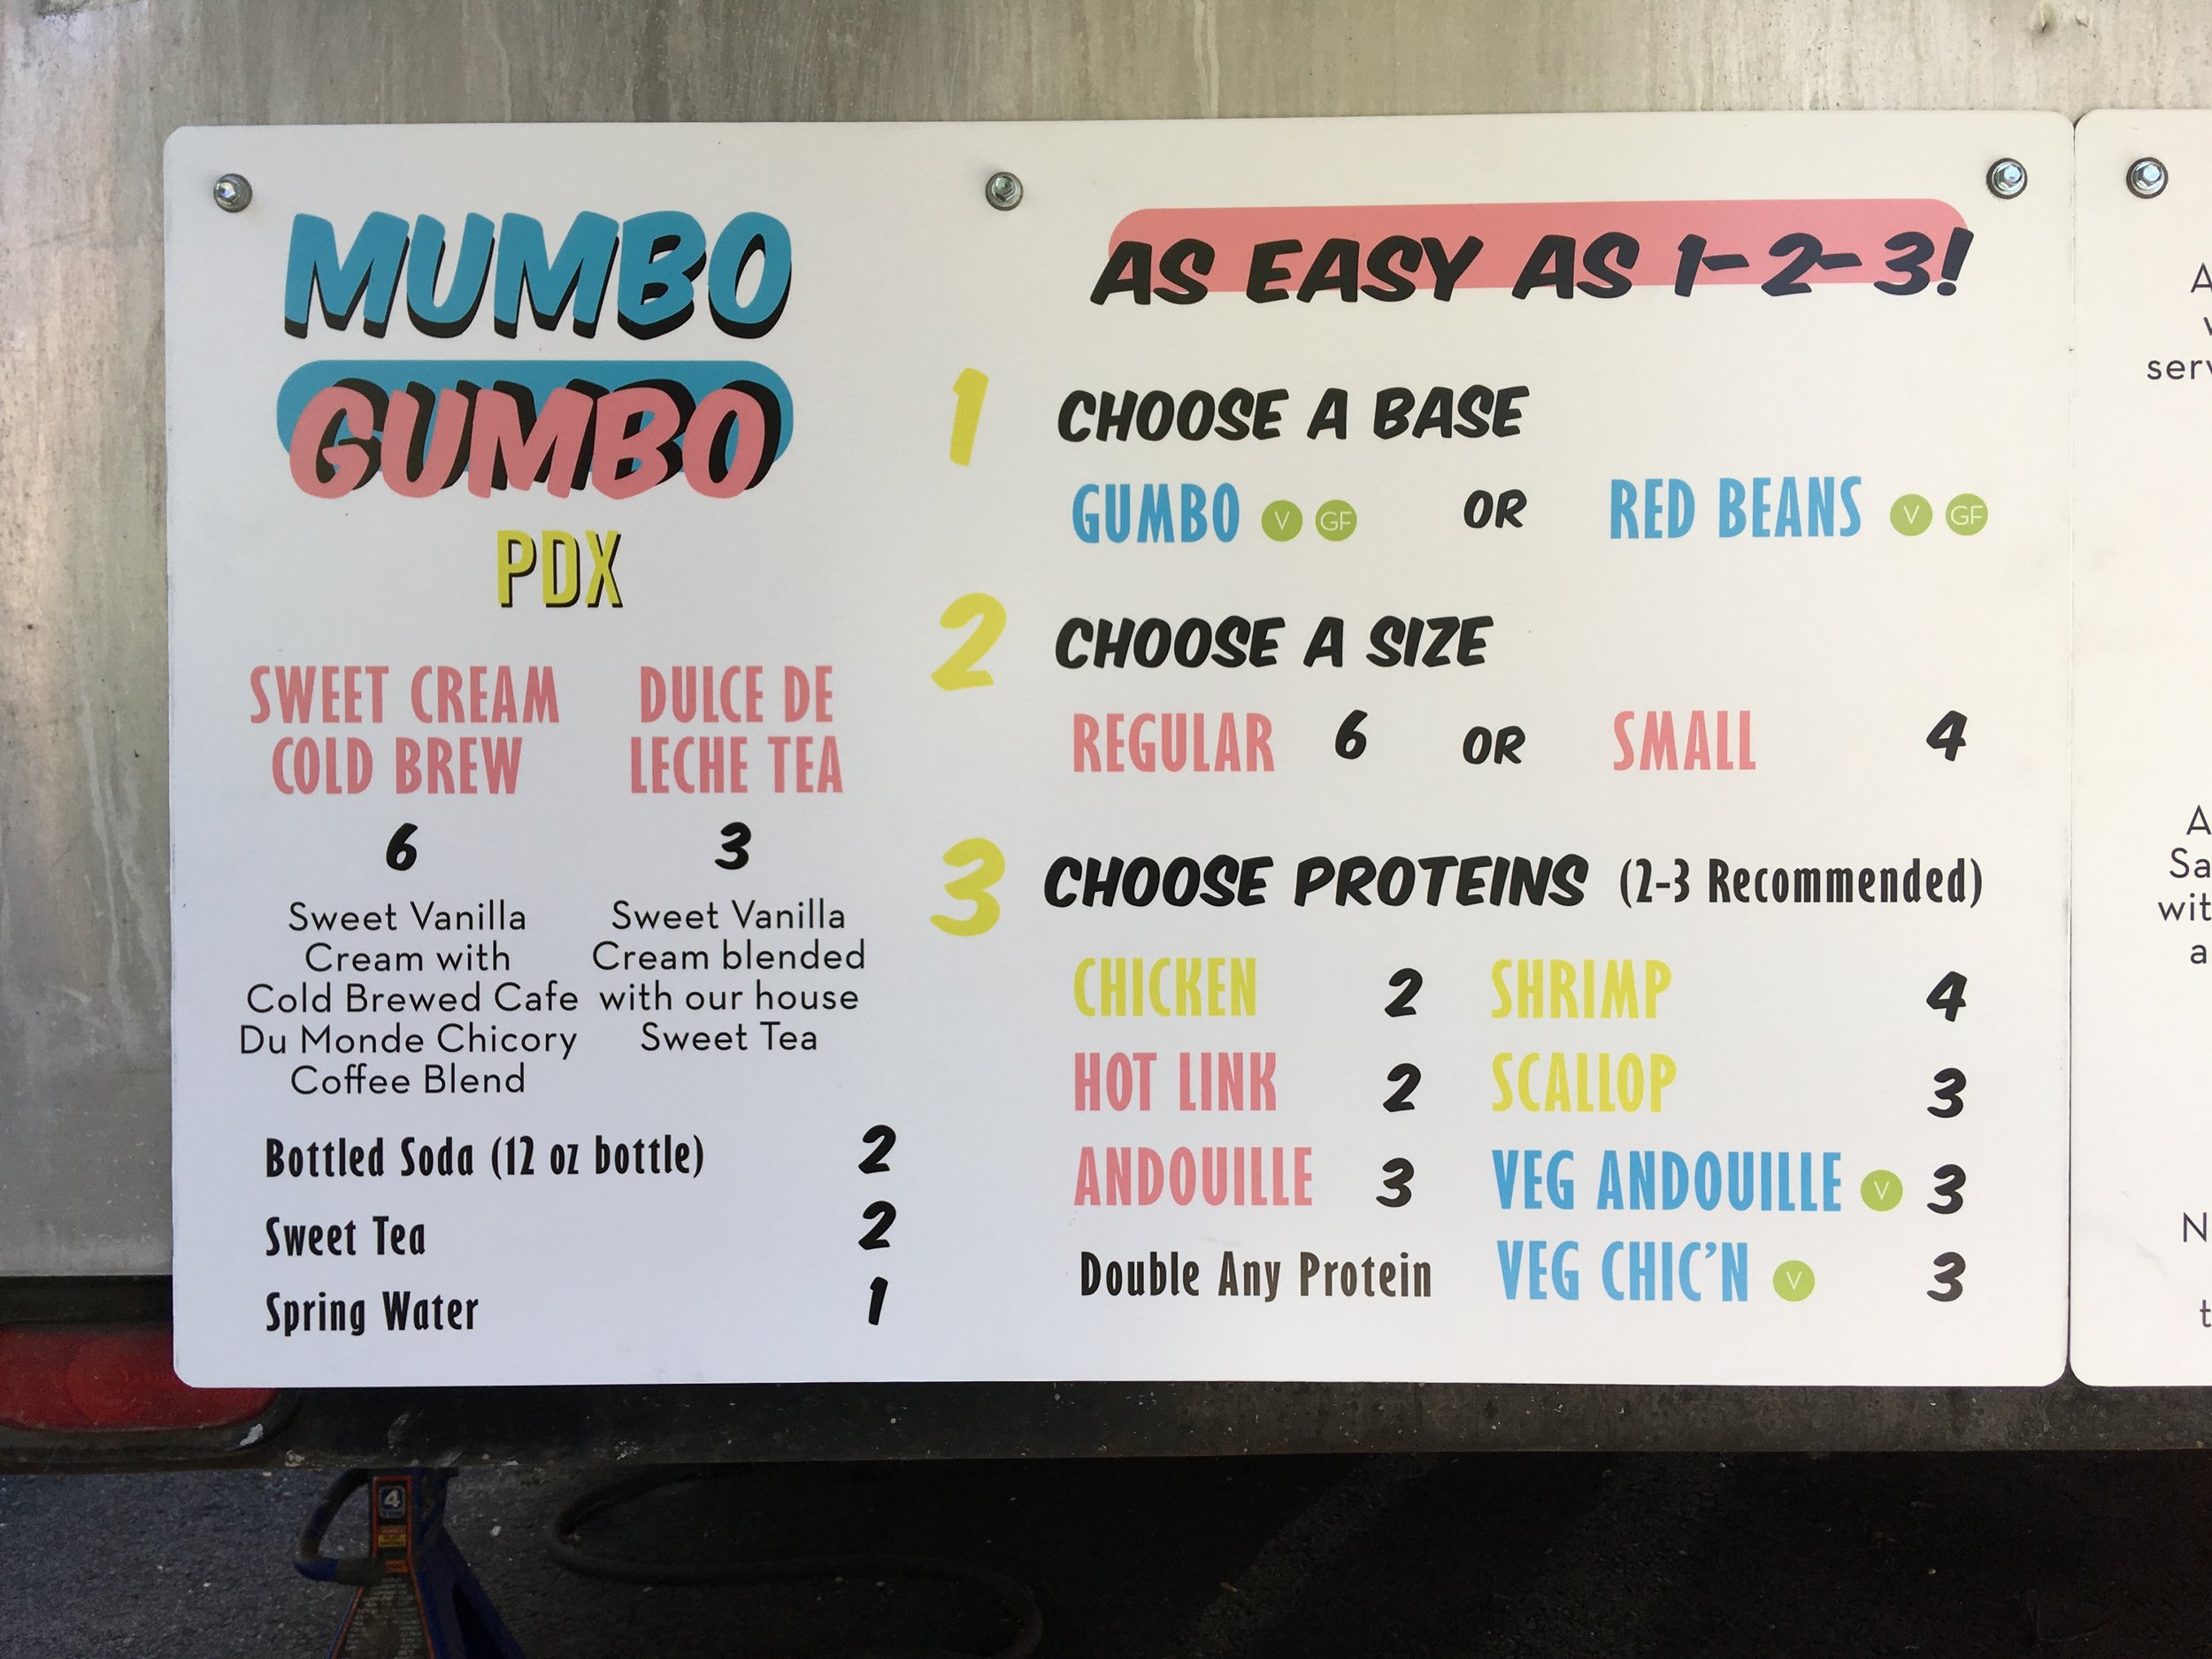 MUMBO
GUMBO
PDX
SWEET CREAM
COLD BREW
6
Sweet Vanilla
Cream with
Cold Brewed Cafe
Du Monde Chicory
Coffee Blend
DULCE DE
LECHE TEA
3
Sweet Vanilla
Cream blended
with our house
Sweet Tea
Bottled Soda (12 oz bottle) 2
Sweet Tea 2
Spring Water 1
AS EASY AS 1-2-3!
1 CHOOSE A BASE
GUMBO V GF OR RED BEANS V GF
2 CHOOSE A SIZE
REGULAR 6 OR SMALL 4
3 CHOOSE PROTEINS (2-3 Recommended)
CHICKEN 2 SHRIMP 4
HOT LINK 2 SCALLOP 3
ANDOUILLE 3 VEG ANDOUILLE V 3
Double Any Protein VEG CHIC'N V 3
4